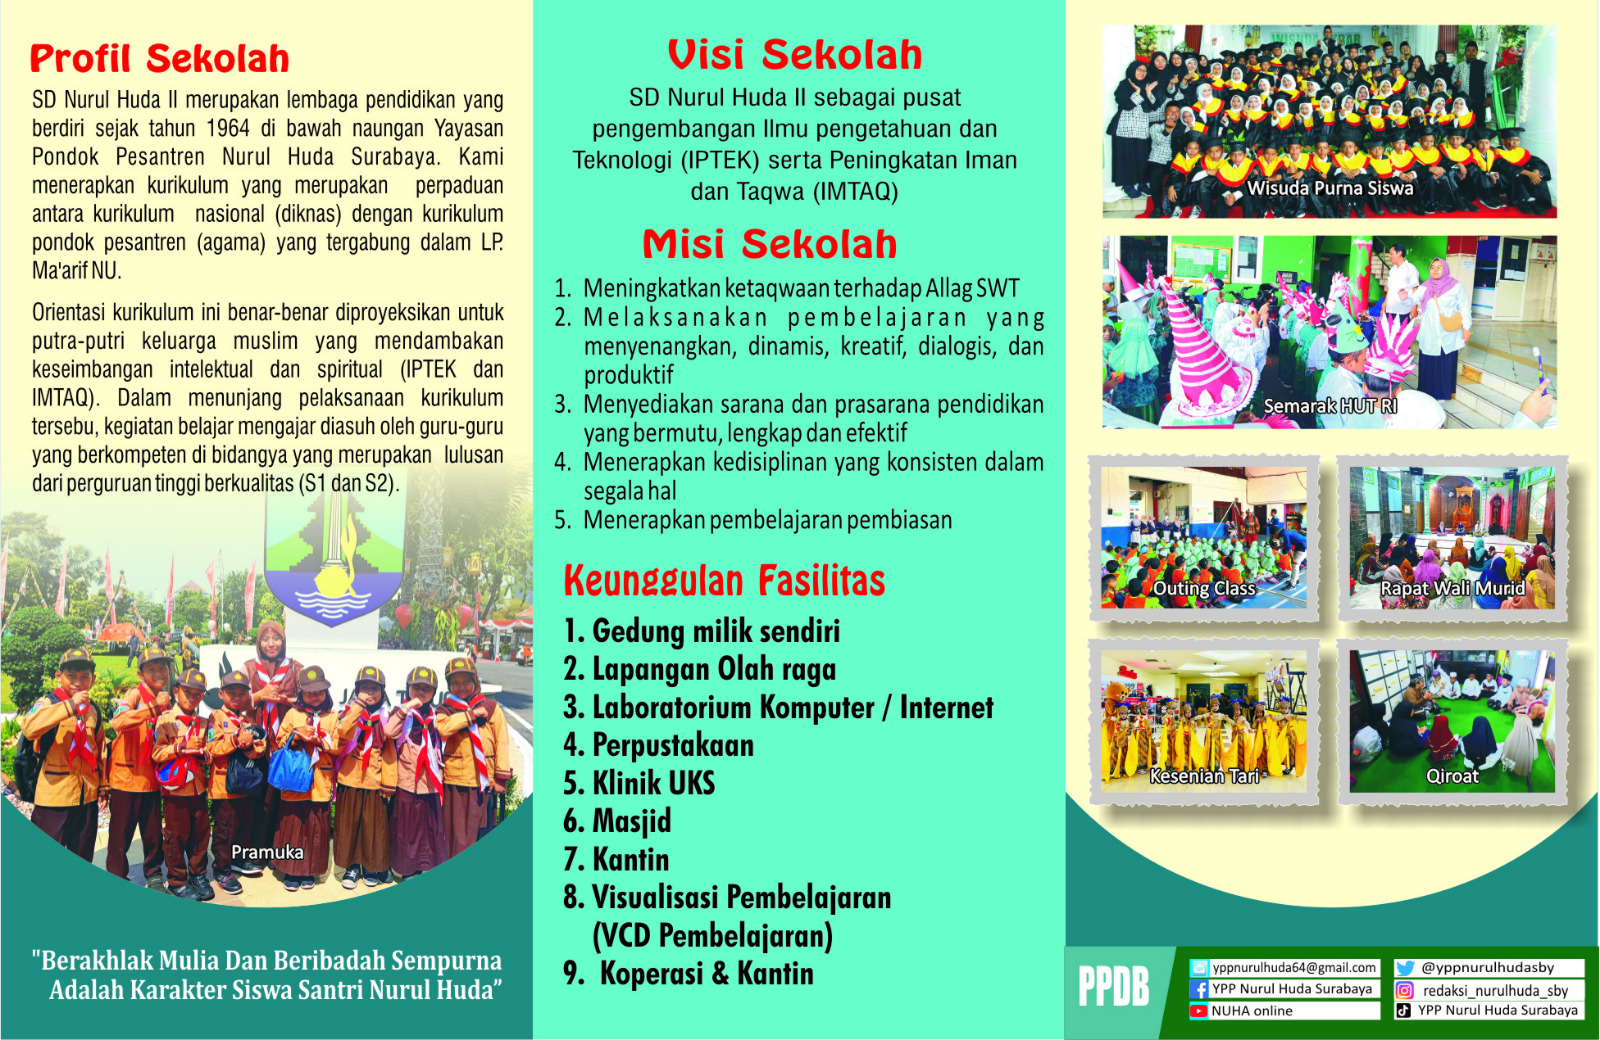 Profil Sekolah
SD Nurul Huda II merupakan lembaga pendidikan yang
berdiri sejak tahun 1964 di bawah naungan Yayasan
Pondok Pesantren Nurul Huda Surabaya. Kami
menerapkan kurikulum yang merupakan perpaduan
antara kurikulum nasional (diknas) dengan kurikulum
pondok pesantren (agama) yang tergabung dalam LP.
Ma'arif NU.
Orientasi kurikulum ini benar-benar diproyeksikan untuk
putra-putri keluarga muslim yang mendambakan
keseimbangan intelektual dan spiritual (IPTEK dan
IMTAQ). Dalam menunjang pelaksanaan kurikulum
tersebu, kegiatan belajar mengajar diasuh oleh guru-guru
yang berkompeten di bidangya yang merupakan lulusan
dari perguruan tinggi berkualitas (S1 dan S2).
Pramuka
"Berakhlak Mulia Dan Beribadah Sempurna
Adalah Karakter Siswa Santri Nurul Huda”
Visi Sekolah
SD Nurul Huda II sebagai pusat
pengembangan Ilmu pengetahuan dan
Teknologi (IPTEK) serta Peningkatan Iman
dan Taqwa (IMTAQ)
Misi Sekolah
1. Meningkatkan ketaqwaan terhadap Allag SWT
2. Melaksanakan pembelajaran yang
menyenangkan, dinamis, kreatif, dialogis, dan
produktif
3. Menyediakan sarana dan prasarana pendidikan
yang bermutu, lengkap dan efektif
4. Menerapkan kedisiplinan yang konsisten dalam
segala hal
5. Menerapkan pembelajaran pembiasan
Keunggulan Fasilitas
1. Gedung milik sendiri
2. Lapangan Olah raga
3. Laboratorium Komputer / Internet
4. Perpustakaan
5. Klinik UKS
6. Masjid
7. Kantin
8. Visualisasi Pembelajaran
(VCD Pembelajaran)
9. Koperasi & Kantin
Wisuda Purna Siswa
Semarak HUT RI
Outing Class
Rapat Wali Murid
Kesenian Tari
Qiroat
PPDB
yppnurulhuda64@gmail.com
YPP Nurul Huda Surabaya
NUHA online
@yppnurulhudasby
redaksi_nurulhuda_sby
YPP Nurul Huda Surabaya